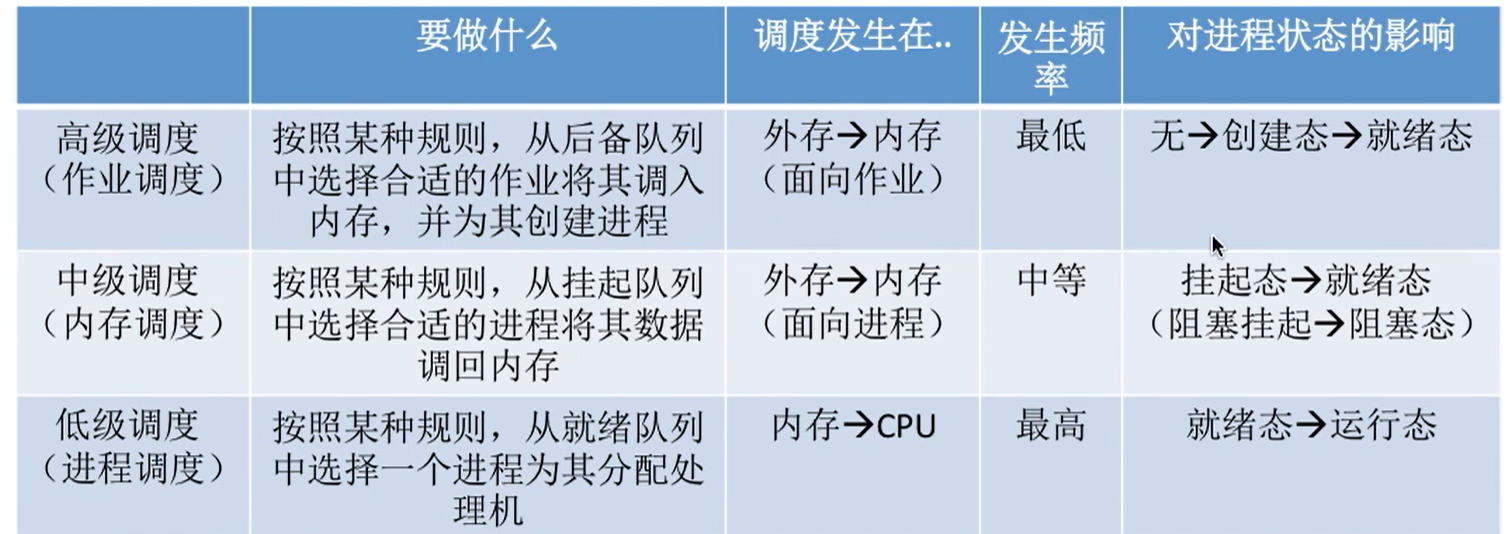 要做什么
调度发生在..
发生频
率
对进程状态的影响
高级调度
（作业调度）
按照某种规则，从后备队列
中选择合适的作业将其调入
内存，并为其创建进程
外存→内存
（面向作业）
最低
无→创建态→就绪态
中级调度
（内存调度）
按照某种规则，从挂起队列
中选择合适的进程将其数据
调回内存
外存→内存
（面向进程）
中等
挂起态→就绪态
（阻塞挂起→阻塞态）
低级调度
（进程调度）
按照某种规则，从就绪队列
中选择一个进程为其分配处
理机
内存→CPU
最高
就绪态→运行态